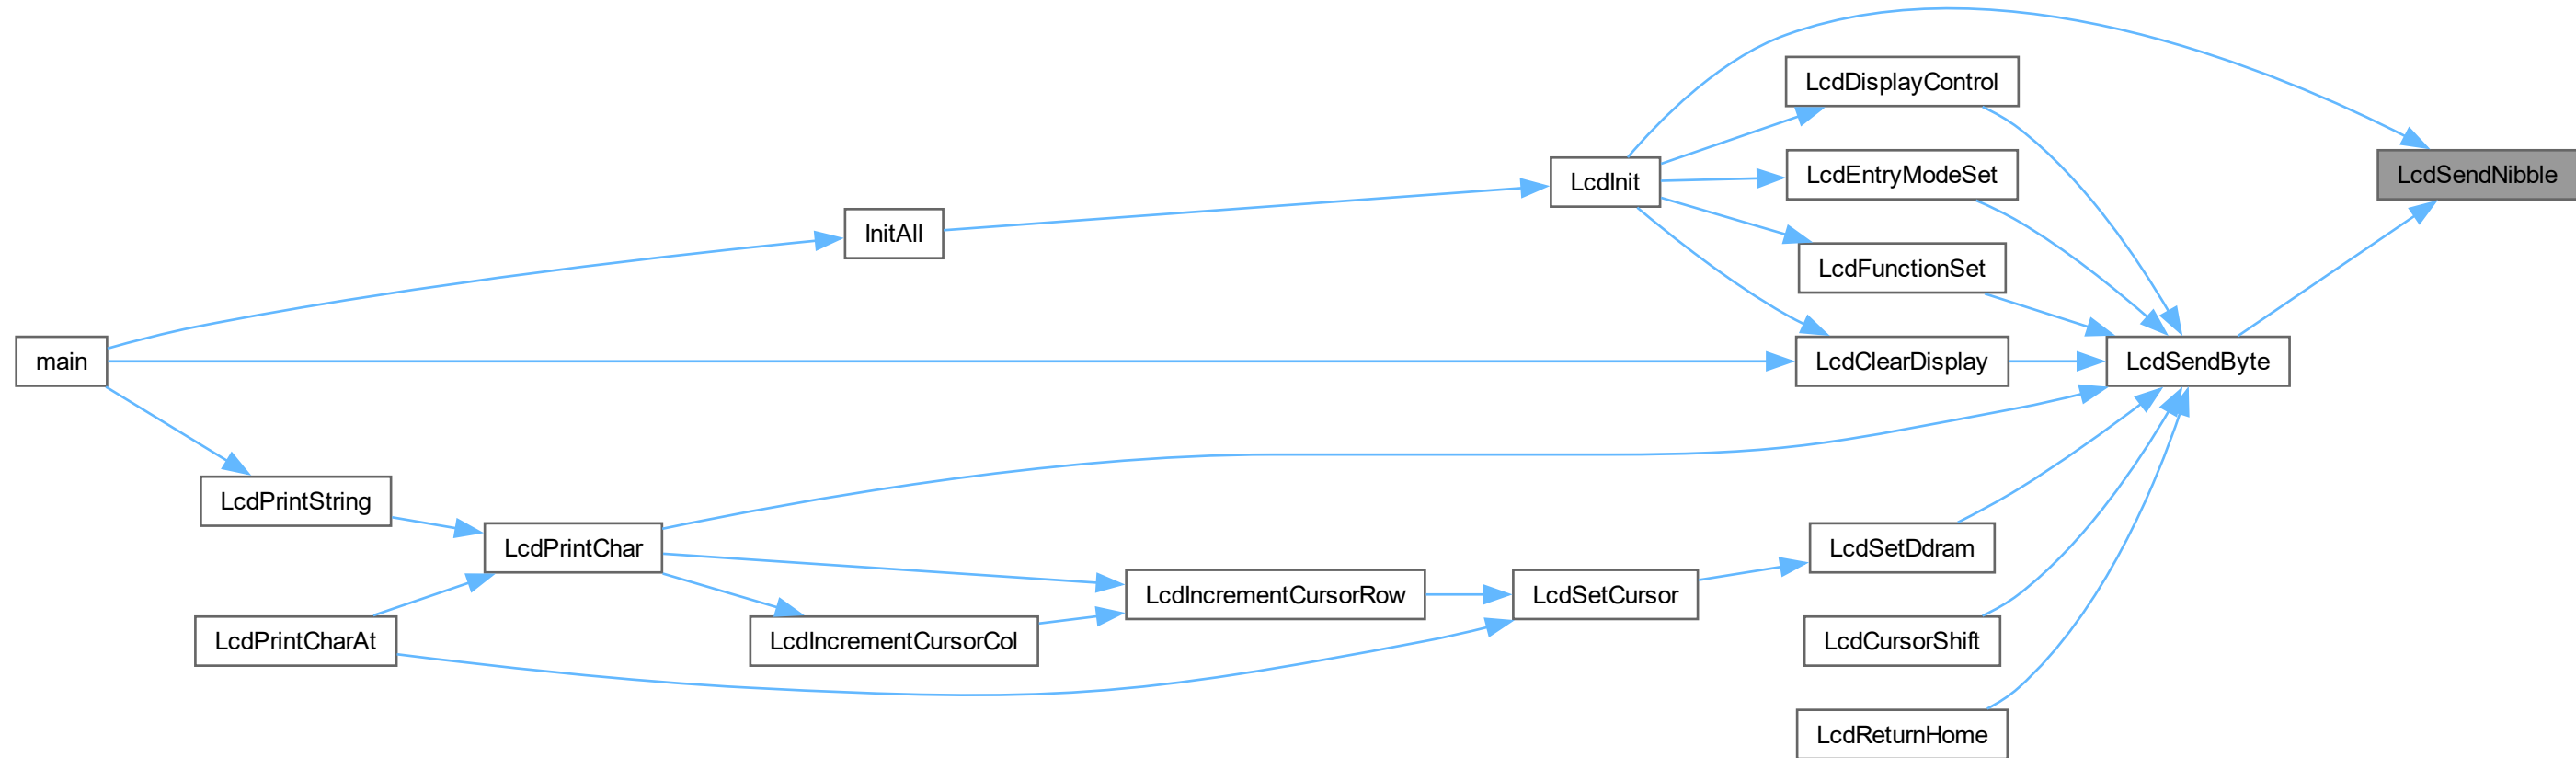 LcdDisplayControl
LcdSendNibble
LcdEntryModeSet
LcdInit
InitAll
LcdFunctionSet
main
LcdClearDisplay
LcdSendByte
LcdPrintString
LcdPrintChar
LcdSetDdram
LcdIncrementCursorRow
LcdSetCursor
LcdPrintCharAt
LcdIncrementCursorCol
LcdCursorShift
LcdReturnHome